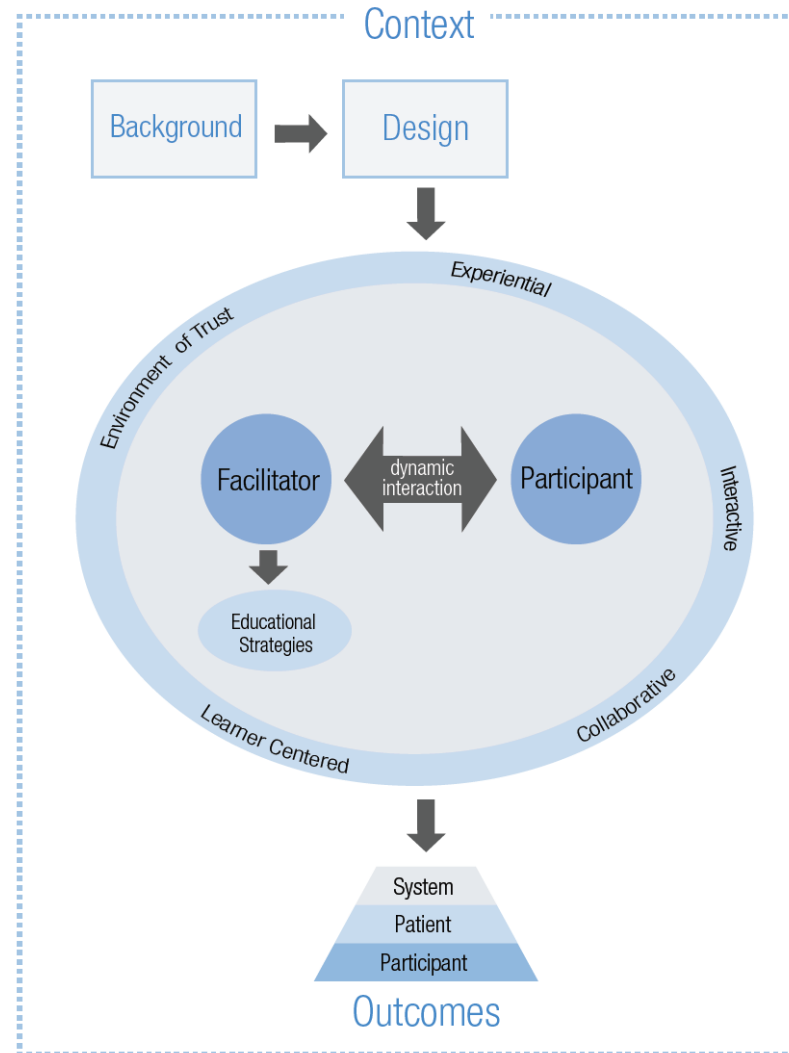 Context
Background
Design
Experiential
Environment of Trust
Facilitator
dynamic
interaction
Participant
Interactive
Educational
Strategies
Learner Centered
Collaborative
System
Patient
Participant
Outcomes